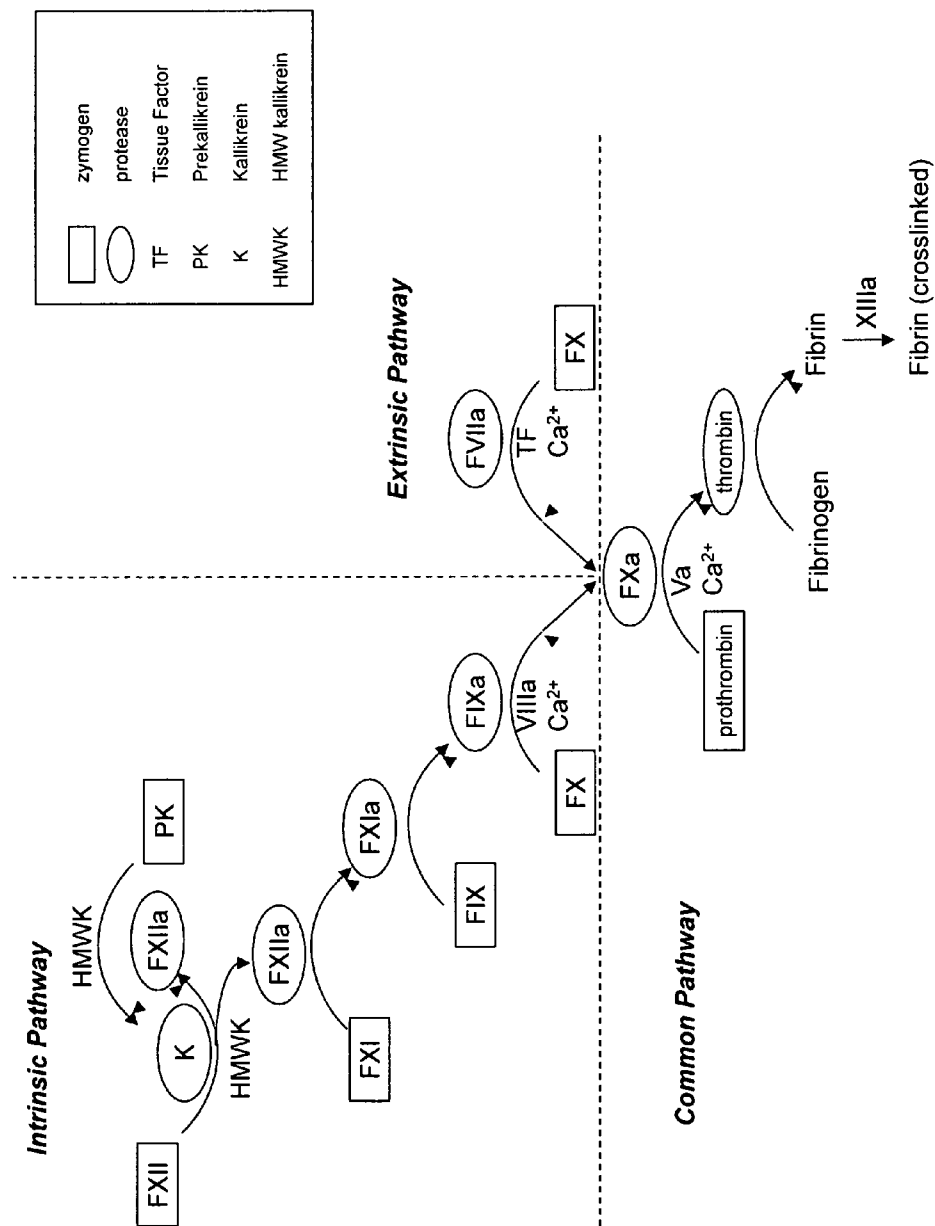 Intrinsic Pathway
HMWK
PK
FXIIa
K
FXII
HMWK
FXIIa
FXI
FXIa
FIX
FIXa
VIIIa
Ca2+
FX
Extrinsic Pathway
FVIIa
TF
Ca2+
FX
Common Pathway
FXa
Va
Ca2+
prothrombin
thrombin
Fibrinogen
Fibrin
XIIIa
Fibrin (crosslinked)
zymogen
protease
TF Tissue Factor
PK Prekallikrein
K Kallikrein
HMWK HMW kallikrein